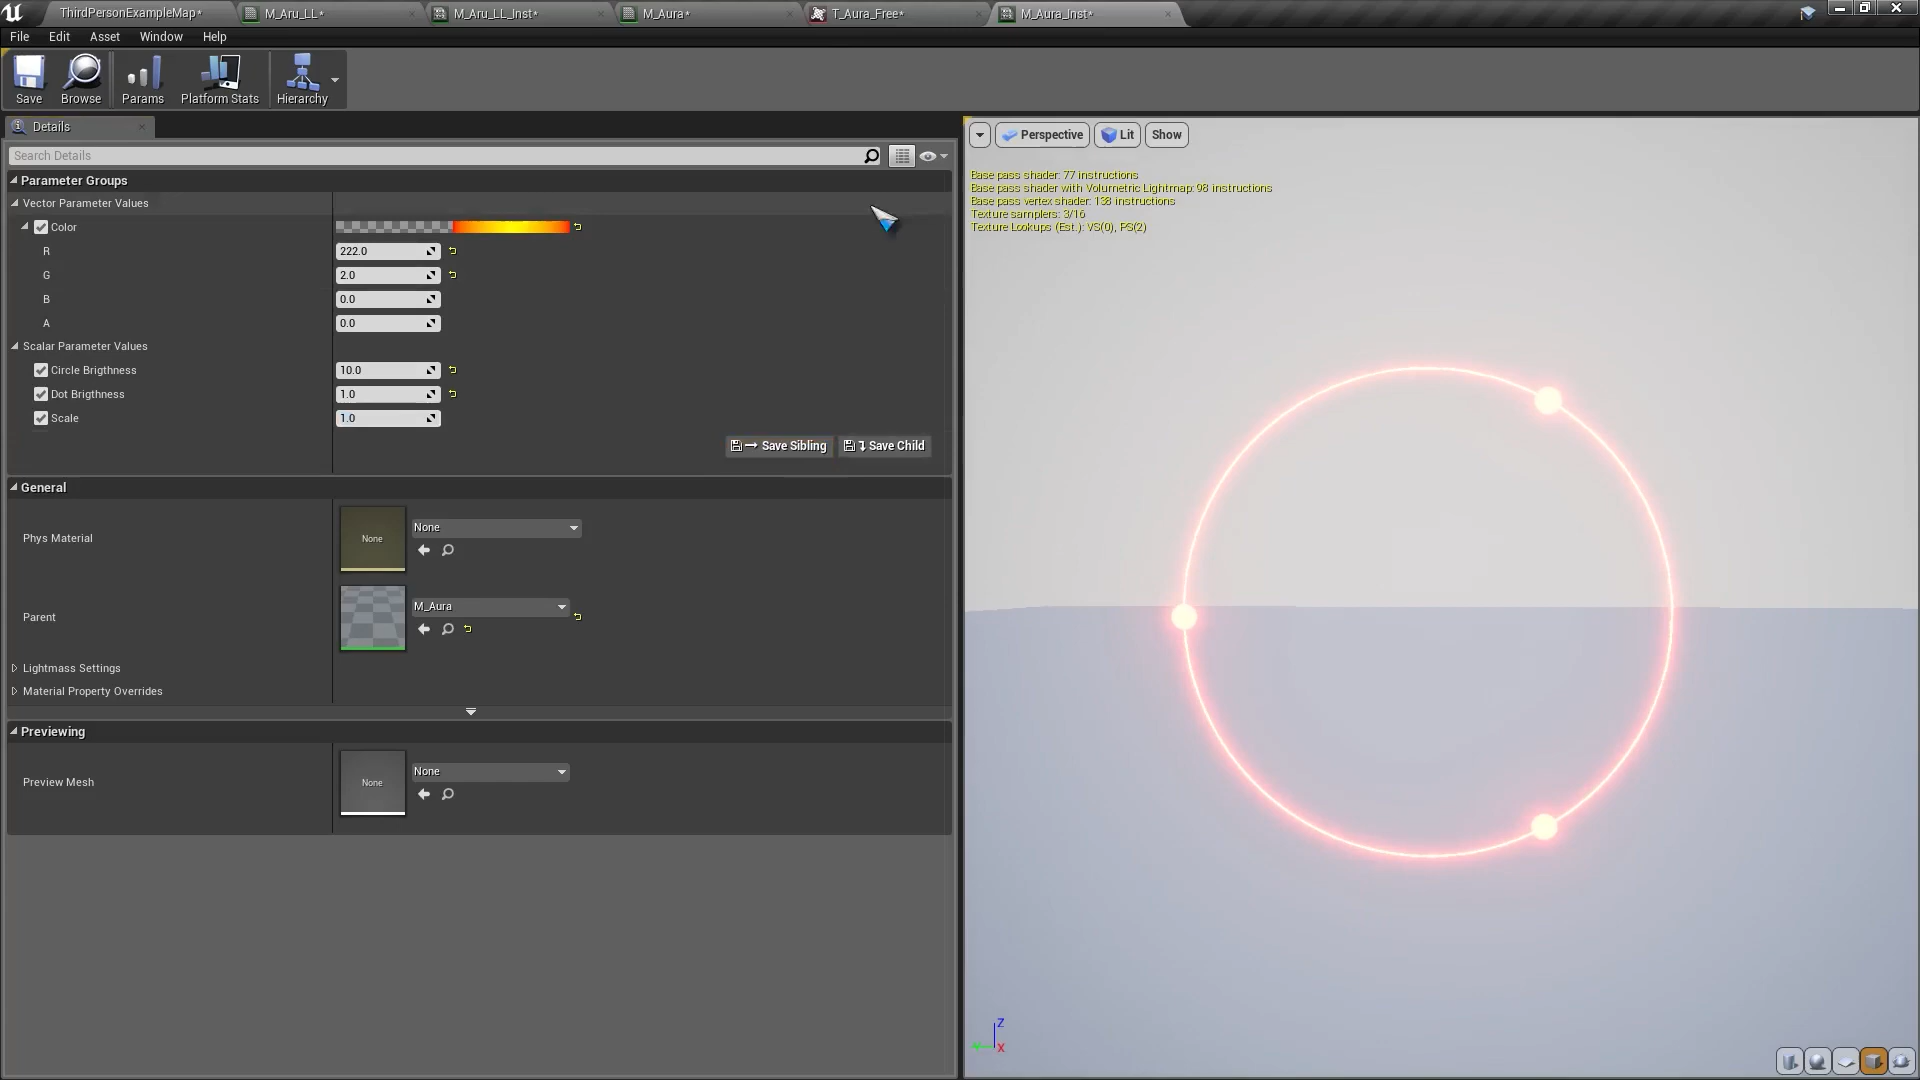 ThirdPersonExampleMap*
M_Aru_LL*
M_Aru_LL_Inst*
M_Aura*
T_Aura_Free*
M_Aura_Inst*
File Edit Asset Window Help
Save Browse Params Platform Stats Hierarchy
Details
Search Details
Parameter Groups
Vector Parameter Values
Color
R 222.0
G 2.0
B 0.0
A 0.0
Scalar Parameter Values
Circle Brigthness 10.0
Dot Brigthness 1.0
Scale 1.0
Save Sibling Save Child
General
Phys Material None None
Parent M_Aura
Lightmass Settings
Material Property Overrides
Previewing
Preview Mesh None None
Perspective Lit Show
Base pass shader: 77 instructions
Base pass shader with Volumetric Lightmap: 98 instructions
Base pass vertex shader: 138 instructions
Texture samplers: 3/16
Texture Lookups (Est.): VS(0), PS(2)
Z
Y X